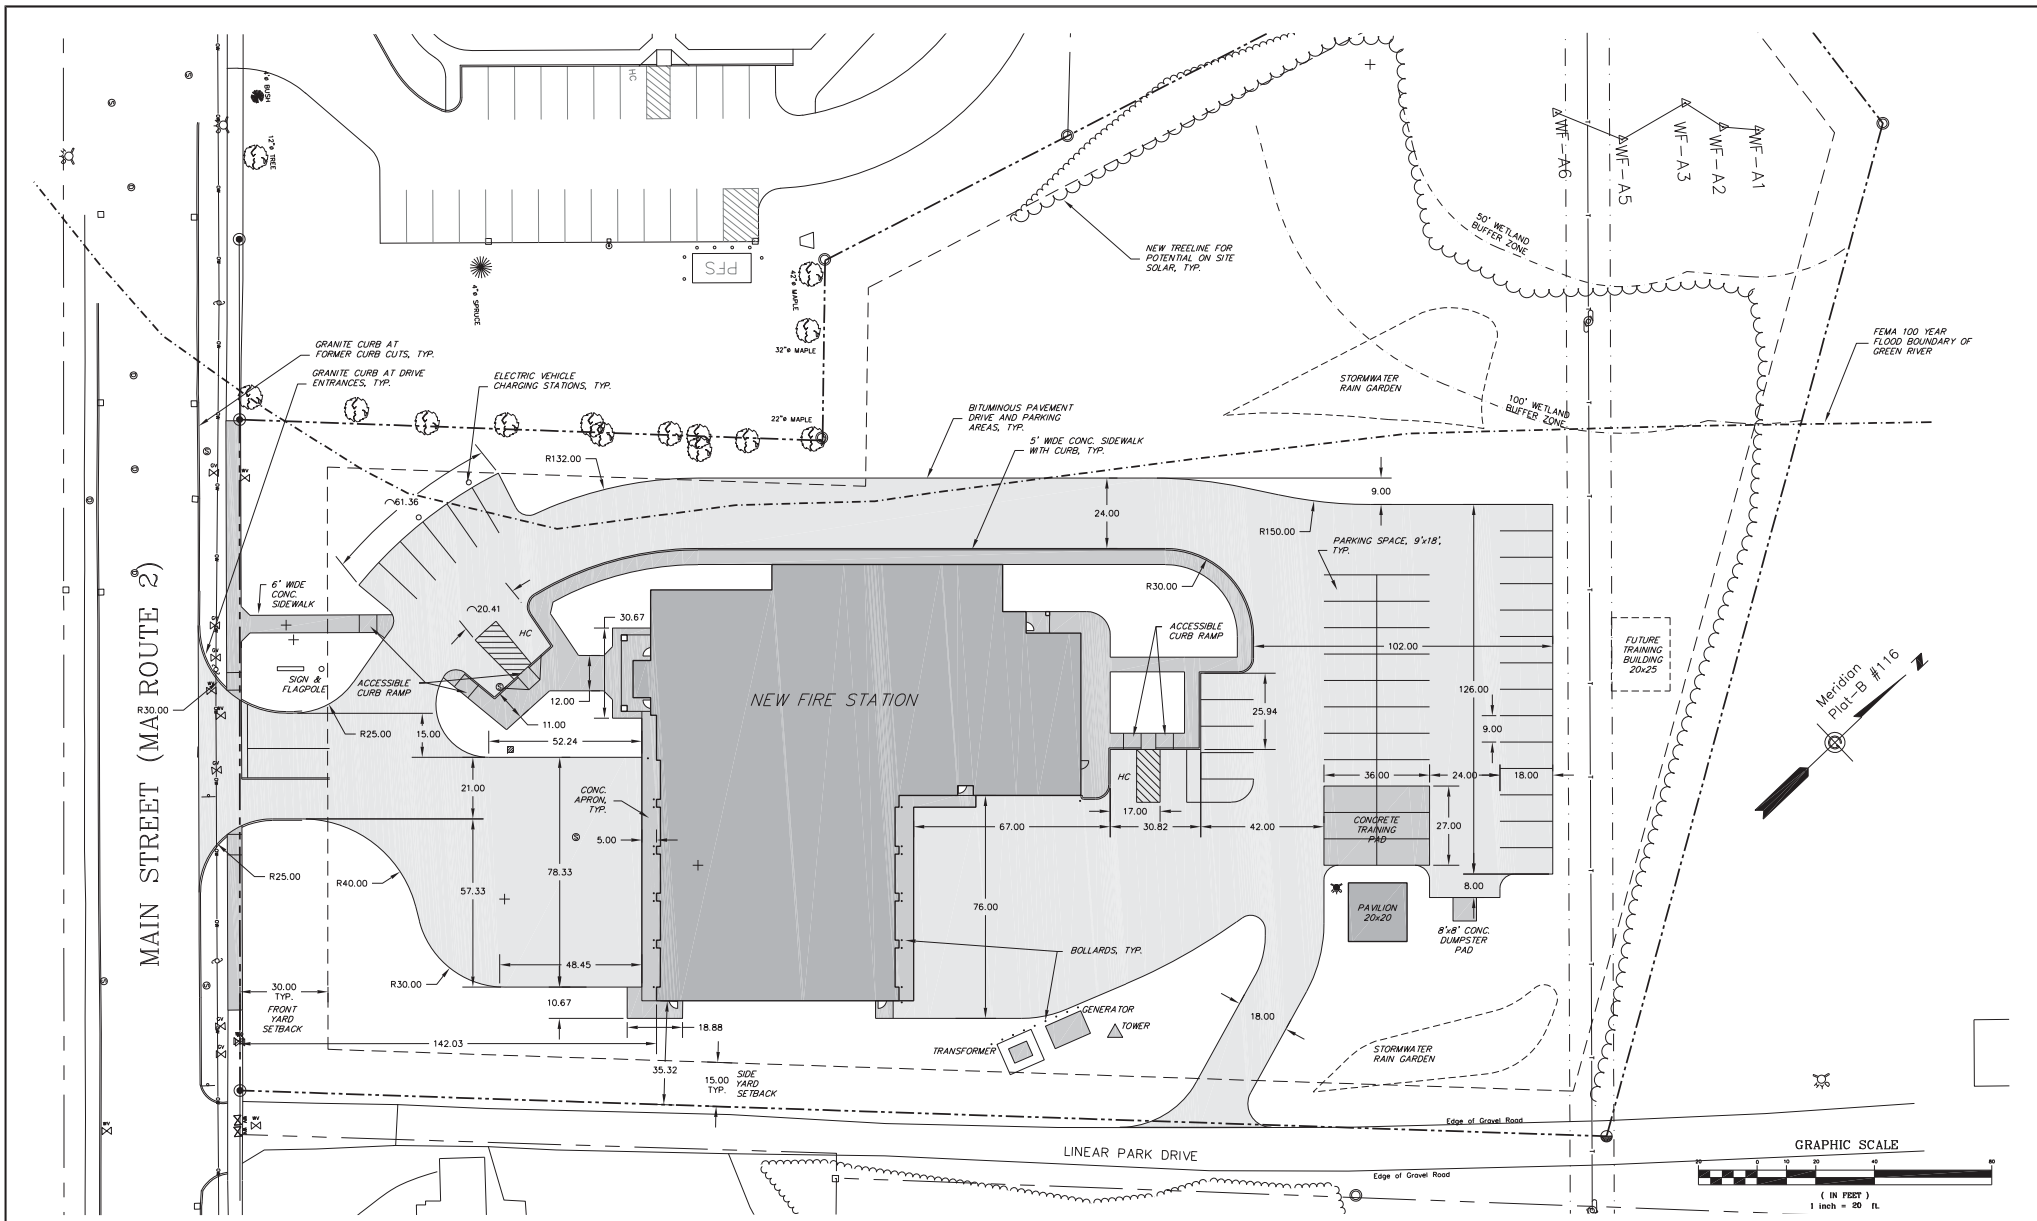 HC
4"ø BUSH
12"ø TREE
PFS
4"ø SPRUCE
42"ø MAPLE
32"ø MAPLE
22"ø MAPLE
NEW TREELINE FOR
POTENTIAL ON SITE
SOLAR, TYP.
WF-A6
WF-A5
WF-A3
WF-A2
WF-A1
50' WETLAND
BUFFER ZONE
100' WETLAND
BUFFER ZONE
STORMWATER
RAIN GARDEN
FEMA 100 YEAR
FLOOD BOUNDARY OF
GREEN RIVER
GRANITE CURB AT
FORMER CURB CUTS, TYP.
GRANITE CURB AT DRIVE
ENTRANCES, TYP.
ELECTRIC VEHICLE
CHARGING STATIONS, TYP.
BITUMINOUS PAVEMENT
DRIVE AND PARKING
AREAS, TYP.
5' WIDE CONC. SIDEWALK
WITH CURB, TYP.
R132.00
61.36
9.00
24.00
R150.00
PARKING SPACE, 9'x18',
TYP.
R30.00
6' WIDE
CONC.
SIDEWALK
20.41
HC
30.67
ACCESSIBLE
CURB RAMP
102.00
FUTURE
TRAINING
BUILDING
20x25
Meridian
Plat-B #116
MAIN STREET (MA ROUTE 2)
SIGN &
FLAGPOLE
ACCESSIBLE
CURB RAMP
12.00
NEW FIRE STATION
126.00
R30.00
R25.00
15.00
11.00
52.24
25.94
9.00
21.00
CONC.
APRON,
TYP.
HC
36.00
24.00
18.00
17.00
67.00
30.82
42.00
CONCRETE
TRAINING
PAD
27.00
5.00
R25.00
R40.00
57.33
78.33
76.00
8.00
PAVILION
20x20
8'x8' CONC.
DUMPSTER
PAD
BOLLARDS, TYP.
48.45
R30.00
30.00
TYP.
FRONT
YARD
SETBACK
10.67
18.88
142.03
GENERATOR
TOWER
TRANSFORMER
18.00
STORMWATER
RAIN GARDEN
35.32
15.00
TYP.
SIDE
YARD
SETBACK
Edge of Gravel Road
LINEAR PARK DRIVE
Edge of Gravel Road
GRAPHIC SCALE
20 0 10 20 40 80
( IN FEET )
1 inch = 20 ft.